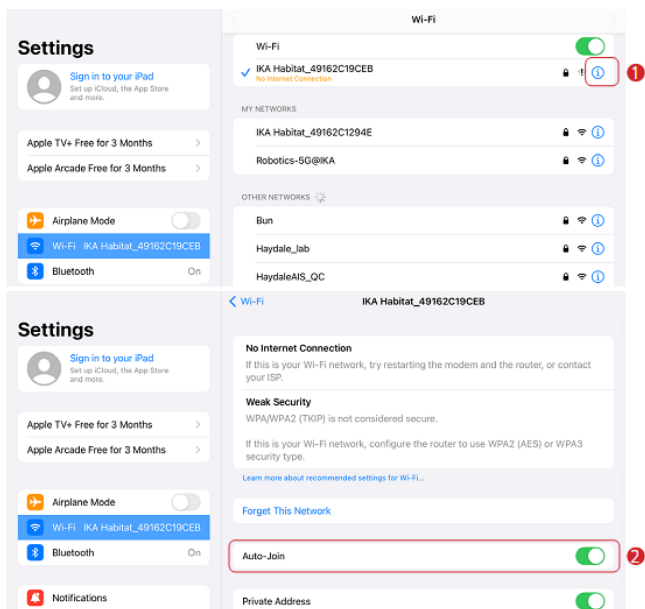 Wi-Fi
Settings
Sign in to your iPad
Set up iCloud, the App Store
and more.
Apple TV+ Free for 3 Months
Apple Arcade Free for 3 Months
Airplane Mode
Wi-Fi IKA Habitat_49162C19CEB
Bluetooth On
Wi-Fi
IKA Habitat_49162C19CEB
No Internet Connection
1
MY NETWORKS
IKA Habitat_49162C1294E
Robotics-5G@IKA
OTHER NETWORKS
Bun
Haydale_lab
HaydaleAIS_QC
Wi-Fi
IKA Habitat_49162C19CEB
Settings
Sign in to your iPad
Set up iCloud, the App Store
and more.
Apple TV+ Free for 3 Months
Apple Arcade Free for 3 Months
Airplane Mode
Wi-Fi IKA Habitat_49162C19CEB
Bluetooth On
Notifications
No Internet Connection
If this is your Wi-Fi network, try restarting the modem and the router, or contact
your ISP.
Weak Security
WPA/WPA2 (TKIP) is not considered secure.
If this is your Wi-Fi network, configure the router to use WPA2 (AES) or WPA3
security type.
Learn more about recommended settings for Wi-Fi...
Forget This Network
Auto-Join
2
Private Address